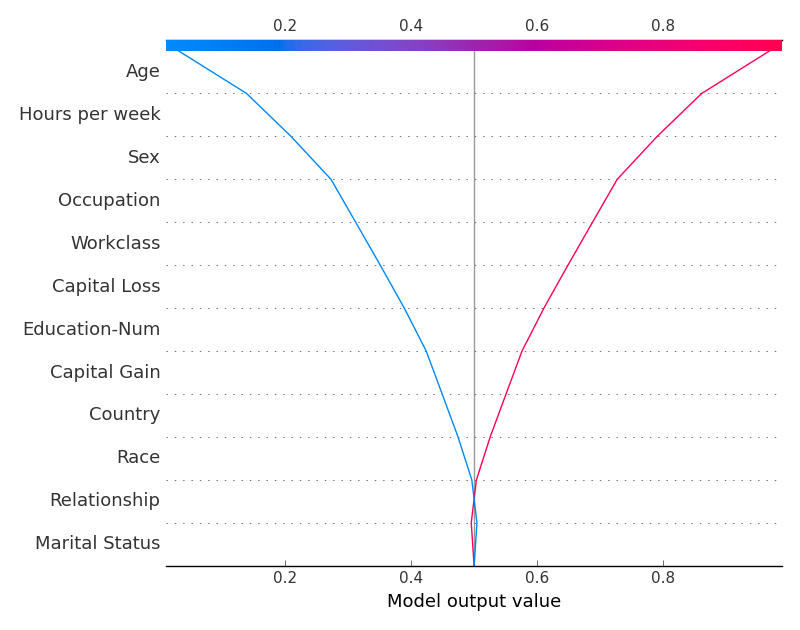 0.2 0.4 0.6 0.8
Age
Hours per week
Sex
Occupation
Workclass
Capital Loss
Education-Num
Capital Gain
Country
Race
Relationship
Marital Status
0.2 0.4 0.6 0.8
Model output value